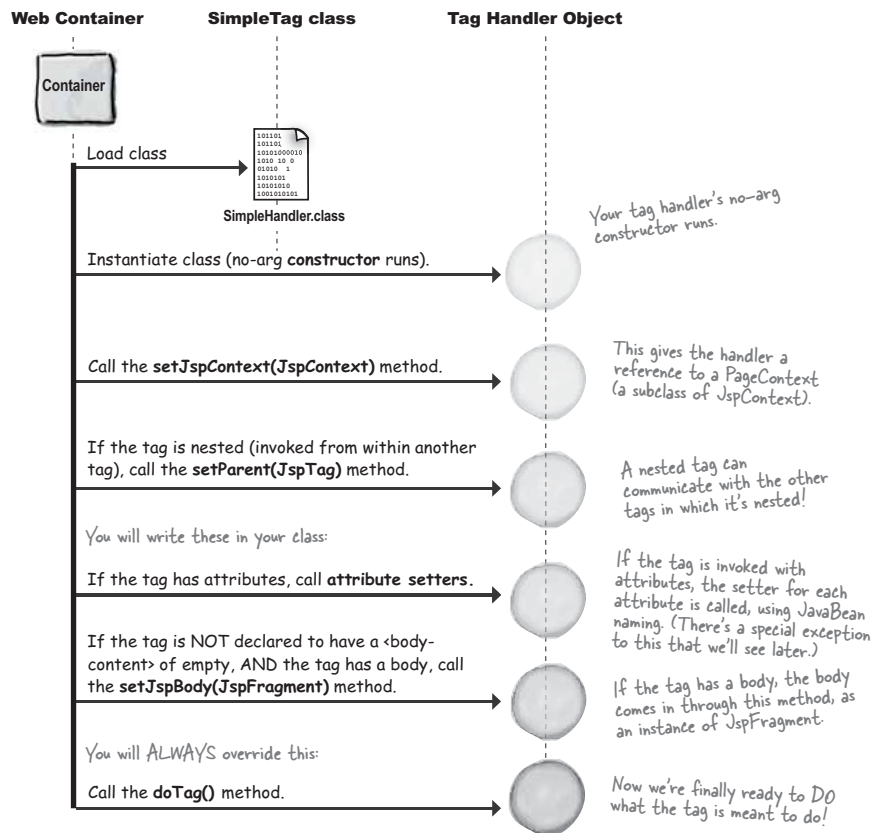 Web Container
SimpleTag class
Tag Handler Object
Container
Load class
101101
101101
10101000010
1010 10 0
01010 1
1010101
10101010
1001010101
SimpleHandler.class
Your tag handler's no-arg
constructor runs.
Instantiate class (no-arg constructor runs).
Call the setJspContext(JspContext) method.
This gives the handler a
reference to a PageContext
(a subclass of JspContext).
If the tag is nested (invoked from within another
tag), call the setParent(JspTag) method.
A nested tag can
communicate with the other
tags in which it's nested!
You will write these in your class:
If the tag has attributes, call attribute setters.
If the tag is invoked with
attributes, the setter for each
attribute is called, using JavaBean
naming. (There's a special exception
to this that we'll see later.)
If the tag is NOT declared to have a <body-
content> of empty, AND the tag has a body, call
the setJspBody(JspFragment) method.
If the tag has a body, the body
comes in through this method, as
an instance of JspFragment.
You will ALWAYS override this:
Call the doTag() method.
Now we're finally ready to DO
what the tag is meant to do!